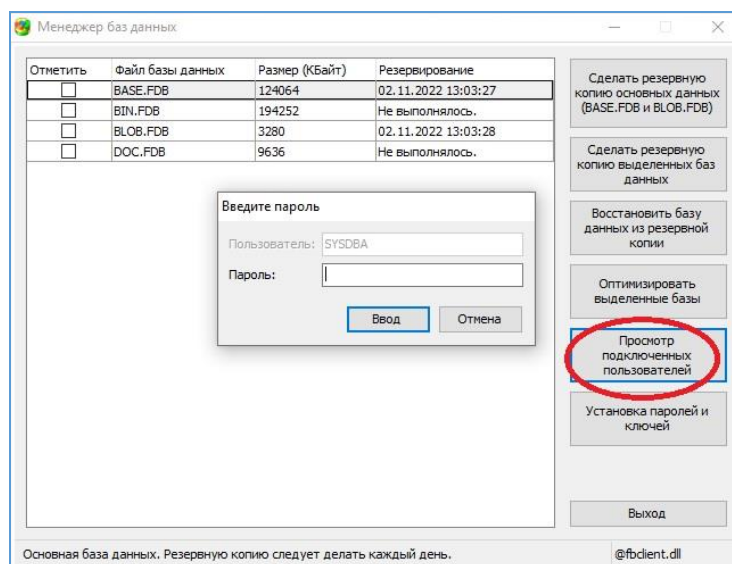 Менеджер баз данных
Отметить Файл базы данных Размер (КБайт) Резервирование
BASE.FDB 124064 02.11.2022 13:03:27
BIN.FDB 194252 Не выполнялось.
BLOB.FDB 3280 02.11.2022 13:03:28
DOC.FDB 9636 Не выполнялось.
Введите пароль
Пользователь: SYSDBA
Пароль:
Ввод Отмена
Сделать резервную
копию основных данных
(BASE.FDB и BLOB.FDB)
Сделать резервную
копию выделенных баз
данных
Восстановить базу
данных из резервной
копии
Оптимизировать
выделенные базы
Просмотр
подключенных
пользователей
Установка паролей и
ключей
Выход
Основная база данных. Резервную копию следует делать каждый день. @fbclient.dll